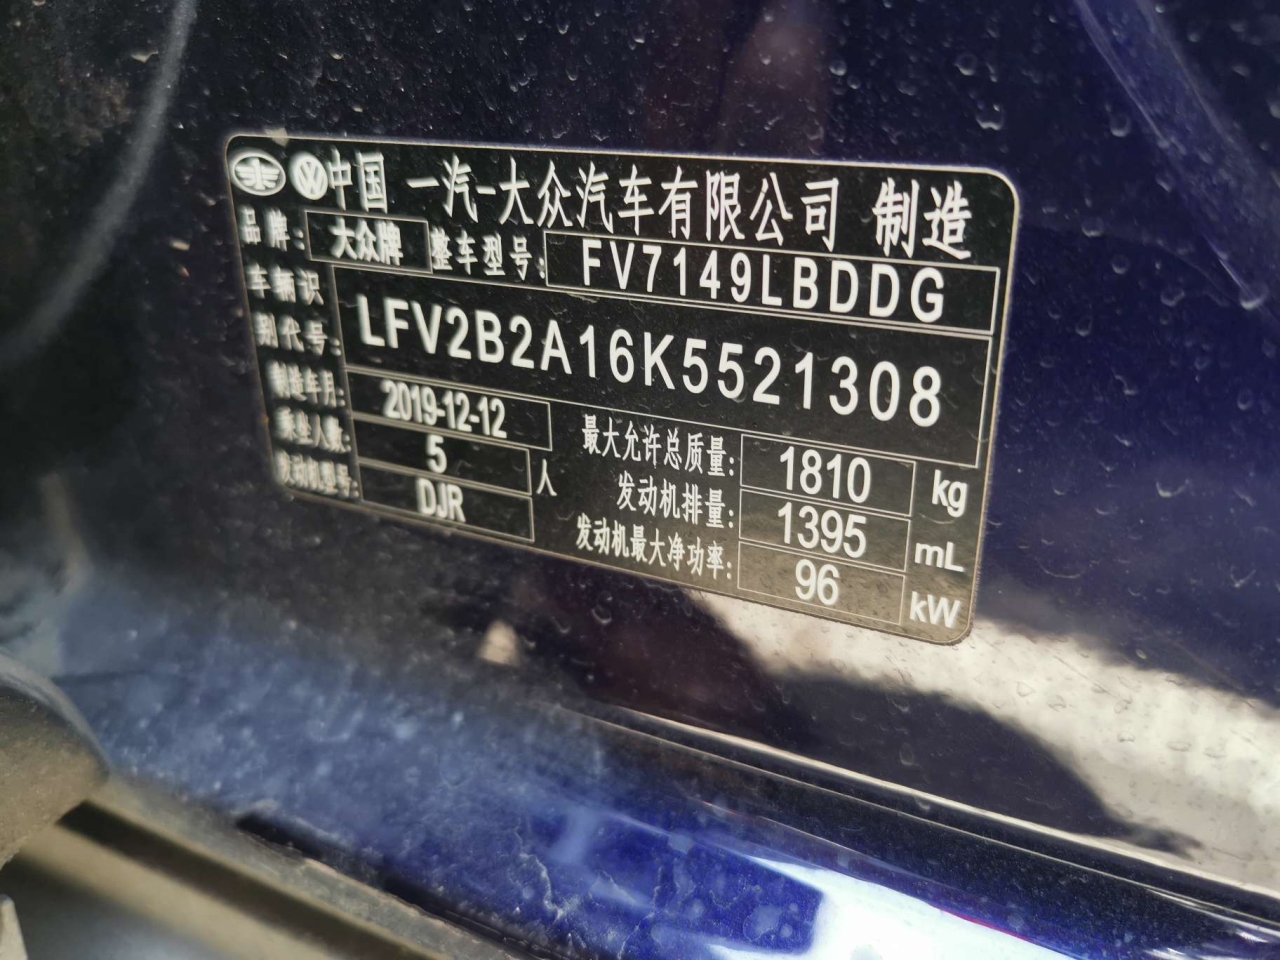 中国 一汽-大众汽车有限公司 制造
品牌: 大众牌 整车型号: FV7149LBDDG
车辆识别代号: LFV2B2A16K5521308
制造年月: 2019-12-12 最大允许总质量: 1810 kg
乘坐人数: 5 人 发动机排量: 1395 mL
发动机型号: DJR 发动机最大净功率: 96 kW